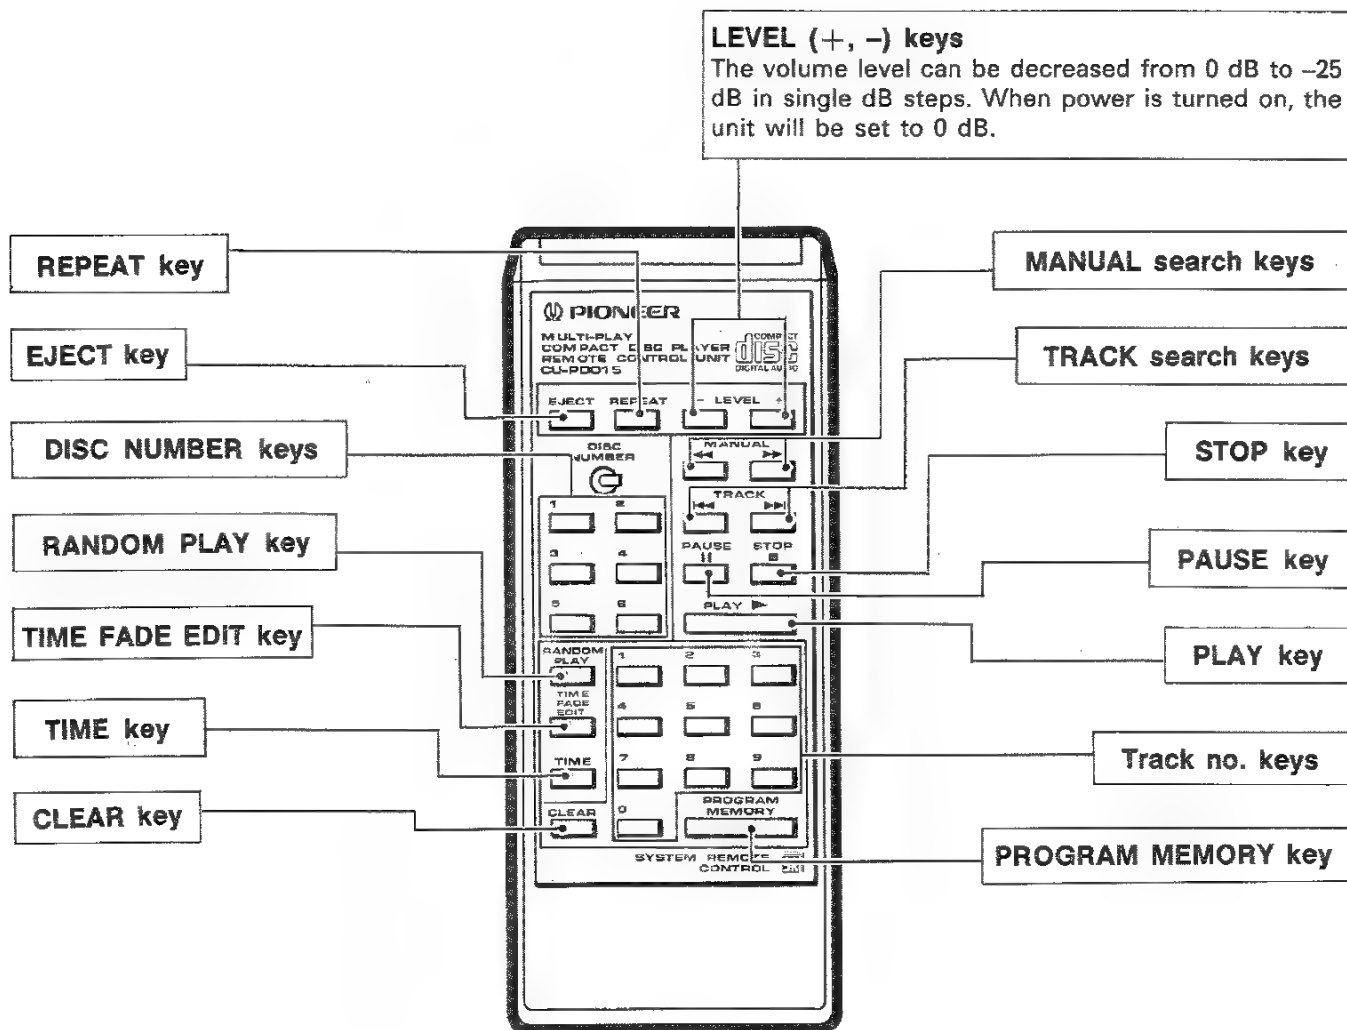 LEVEL (+, –) keys
The volume level can be decreased from 0 dB to –25
dB in single dB steps. When power is turned on, the
unit will be set to 0 dB.
REPEAT key
EJECT key
DISC NUMBER keys
RANDOM PLAY key
TIME FADE EDIT key
TIME key
CLEAR key
PIONEER
MULTI-PLAY
COMPACT DISC PLAYER
REMOTE CONTROL UNIT
CU-PD015
COMPACT
disc
DIGITAL AUDIO
EJECT REPEAT – LEVEL +
DISC
NUMBER
MANUAL
◀◀ ▶▶
TRACK
|◀◀ ▶▶|
1 2
3 4
5 6
PAUSE STOP
II ■
PLAY ▶
RANDOM
PLAY
TIME
FADE
EDIT
TIME
CLEAR
1 2 3
4 5 6
7 8 9
0
PROGRAM
MEMORY
SYSTEM REMOTE
CONTROL
MANUAL search keys
TRACK search keys
STOP key
PAUSE key
PLAY key
Track no. keys
PROGRAM MEMORY key